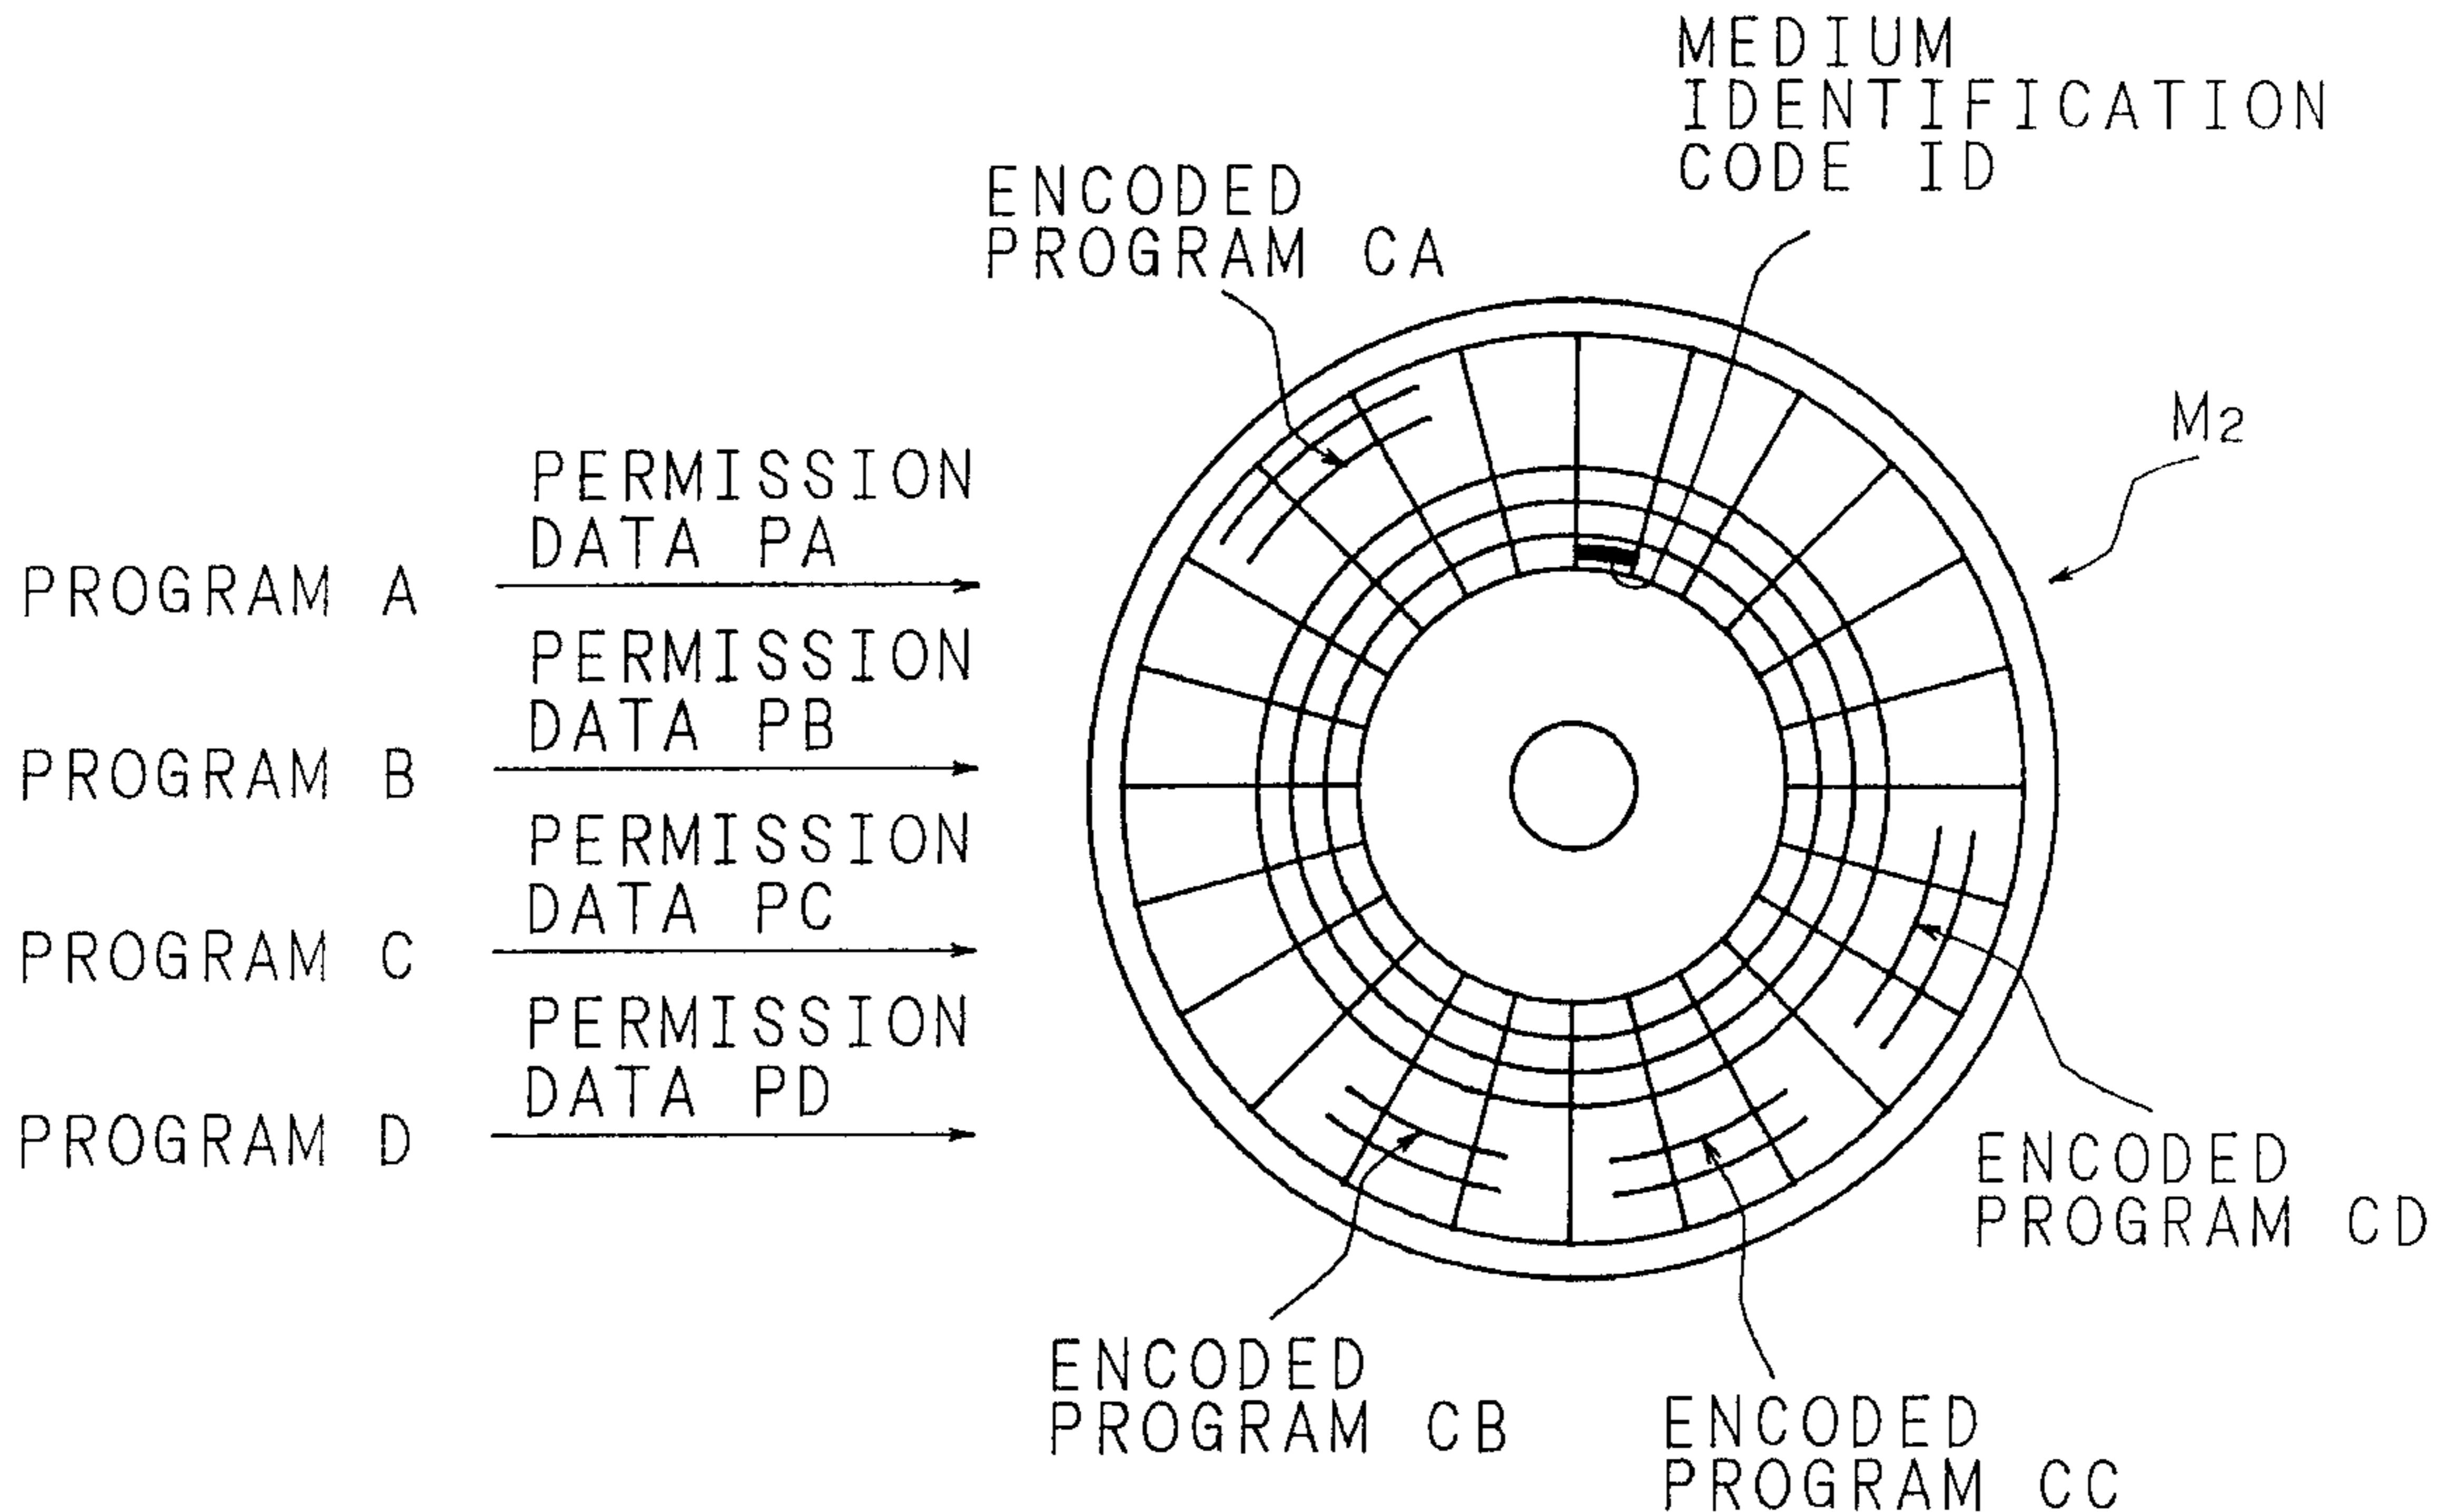 MEDIUM
IDENTIFICATION
CODE ID
ENCODED
PROGRAM CA
M2
PERMISSION
DATA PA
PROGRAM A
PERMISSION
DATA PB
PROGRAM B
PERMISSION
DATA PC
PROGRAM C
PERMISSION
DATA PD
PROGRAM D
ENCODED
PROGRAM CD
ENCODED
PROGRAM CB
ENCODED
PROGRAM CC